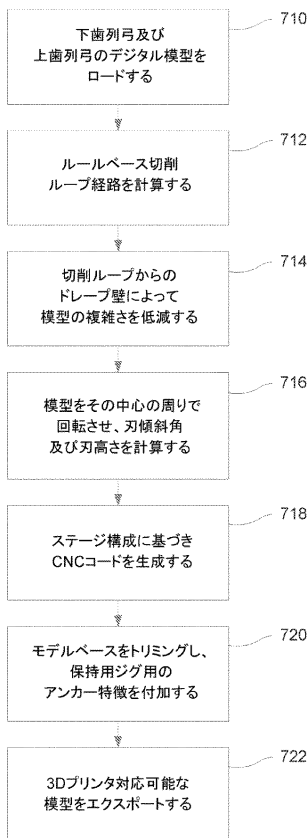 710
下歯列弓及び
上歯列弓のデジタル模型を
ロードする
712
ルールベース切削
ループ経路を計算する
714
切削ループからの
ドレープ壁によって
模型の複雑さを低減する
716
模型をその中心の周りで
回転させ、刃傾斜角
及び刃高さを計算する
718
ステージ構成に基づき
CNCコードを生成する
720
モデルベースをトリミングし、
保持用ジグ用の
アンカー特徴を付加する
722
3Dプリンタ対応可能な
模型をエクスポートする